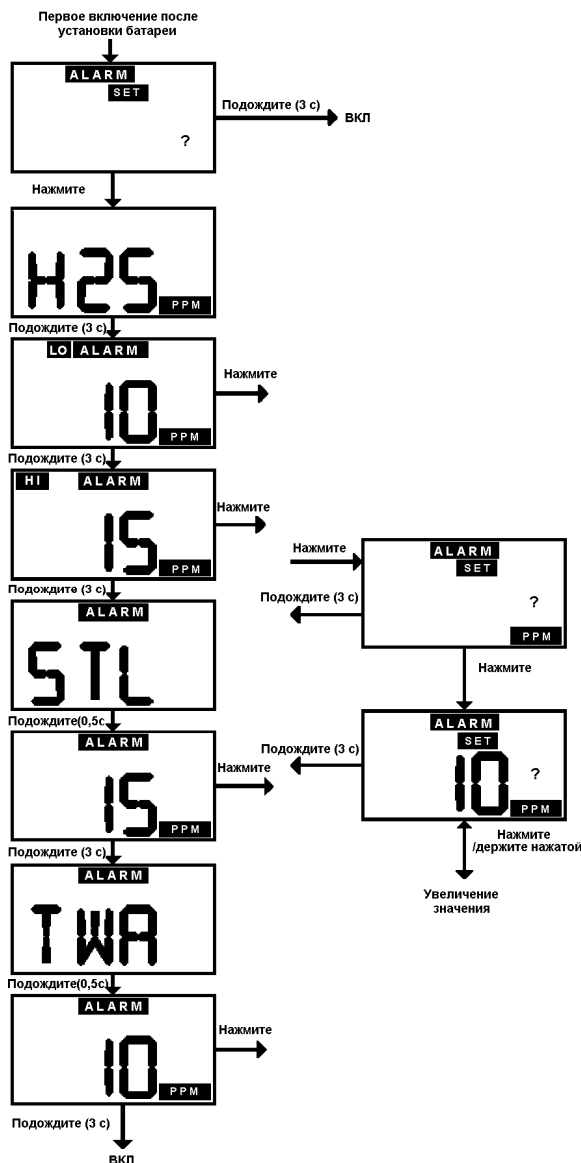 Первое включение после
установки батареи
ALARM
SET
?
Подождите (3 с)
ВКЛ
Нажмите
H2S
PPM
Подождите (3 с)
LO ALARM
10
PPM
Нажмите
Подождите (3 с)
HI ALARM
15
PPM
Нажмите
Подождите (3 с)
ALARM
STL
Подождите(0,5с
ALARM
15
PPM
Нажмите
Подождите (3 с)
ALARM
TWA
Подождите(0,5с)
ALARM
10
PPM
Нажмите
Подождите (3 с)
ВКЛ
Нажмите
ALARM
SET
?
PPM
Подождите (3 с)
Нажмите
ALARM
SET
10 ?
PPM
Подождите (3 с)
Нажмите
/держите нажатой
Увеличение
значения